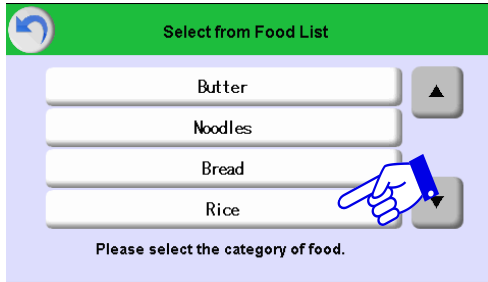 Select from Food List
Butter
▲
Noodles
Bread
Rice
▼
Please select the category of food.